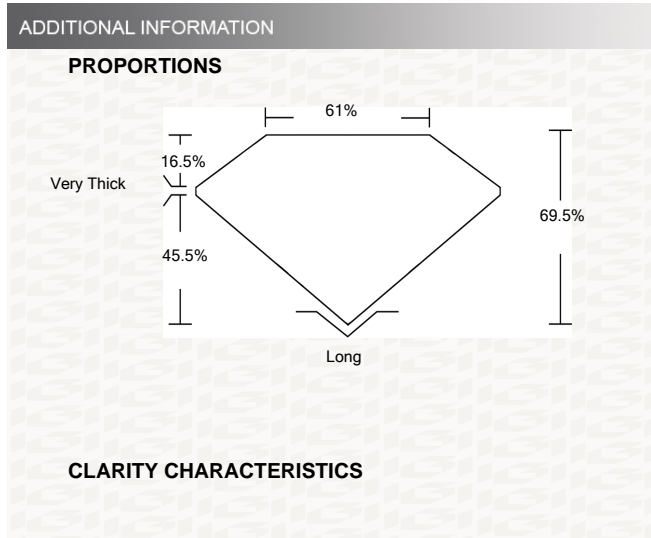 ADDITIONAL INFORMATION
PROPORTIONS
61%
16.5%
Very Thick
69.5%
45.5%
Long
CLARITY CHARACTERISTICS